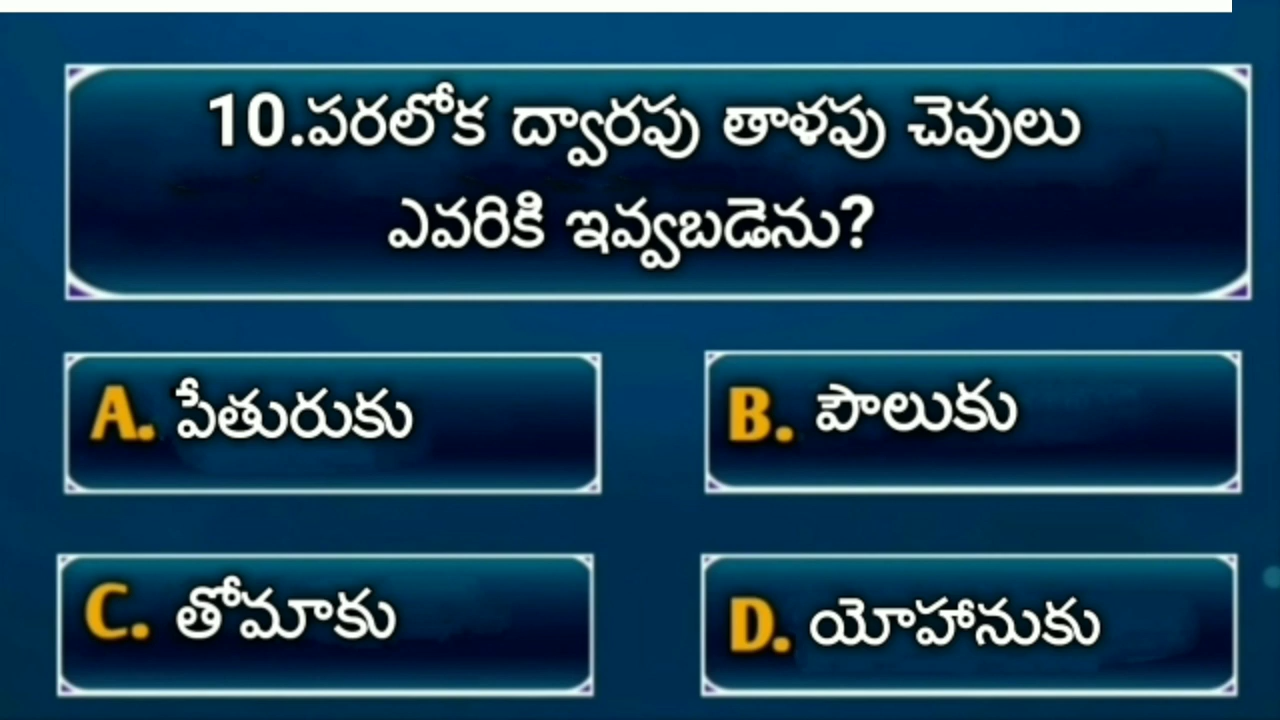 10.పరలోక ద్వారపు తాళపు చెవులు
ఎవరికి ఇవ్వబడెను?
A. పేతురుకు
B. పౌలుకు
C. తోమాకు
D. యోహానుకు